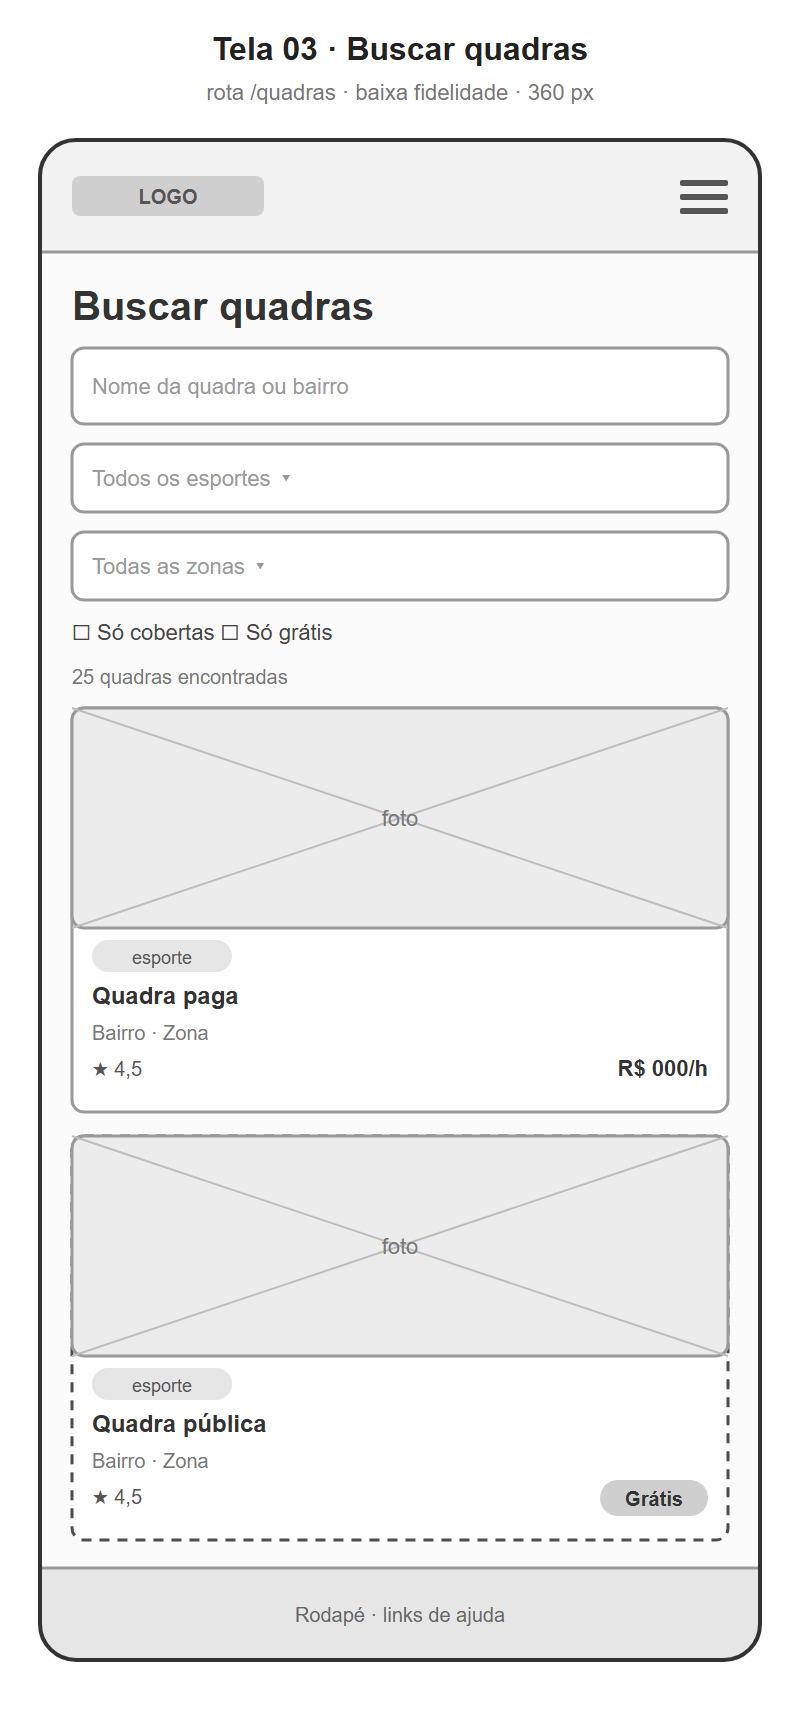 Tela 03 · Buscar quadras
rota /quadras · baixa fidelidade · 360 px
LOGO
Buscar quadras
Nome da quadra ou bairro
Todos os esportes ▾
Todas as zonas ▾
☐ Só cobertas ☐ Só grátis
25 quadras encontradas
foto
esporte
Quadra paga
Bairro · Zona
★ 4,5
R$ 000/h
foto
esporte
Quadra pública
Bairro · Zona
★ 4,5
Grátis
Rodapé · links de ajuda